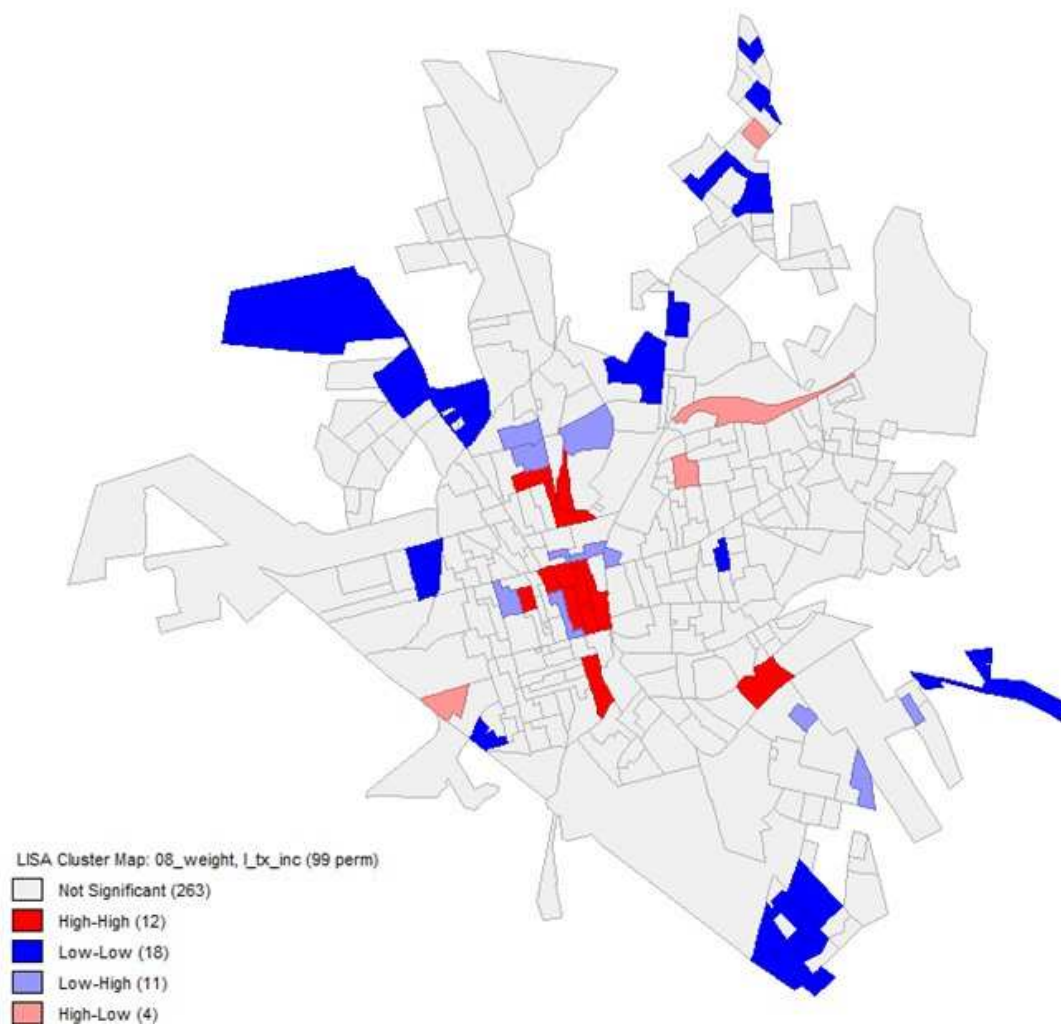 LISA Cluster Map: 08_weight, I_tx_inc (99 perm)
Not Significant (263)
High-High (12)
Low-Low (18)
Low-High (11)
High-Low (4)